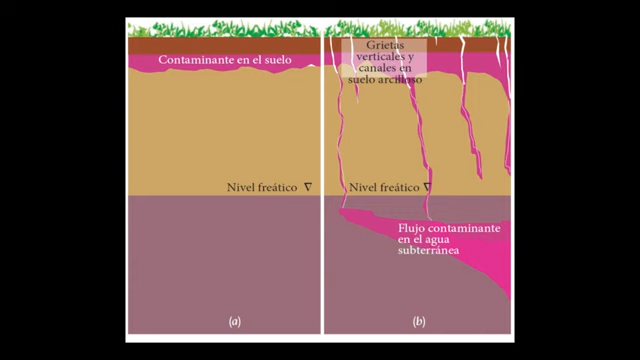 Contaminante en el suelo
Nivel freático ∇
(a)
Grietas
verticales y
canales en
suelo arcilloso
Nivel freático ∇
Flujo contaminante
en el agua
subterránea
(b)